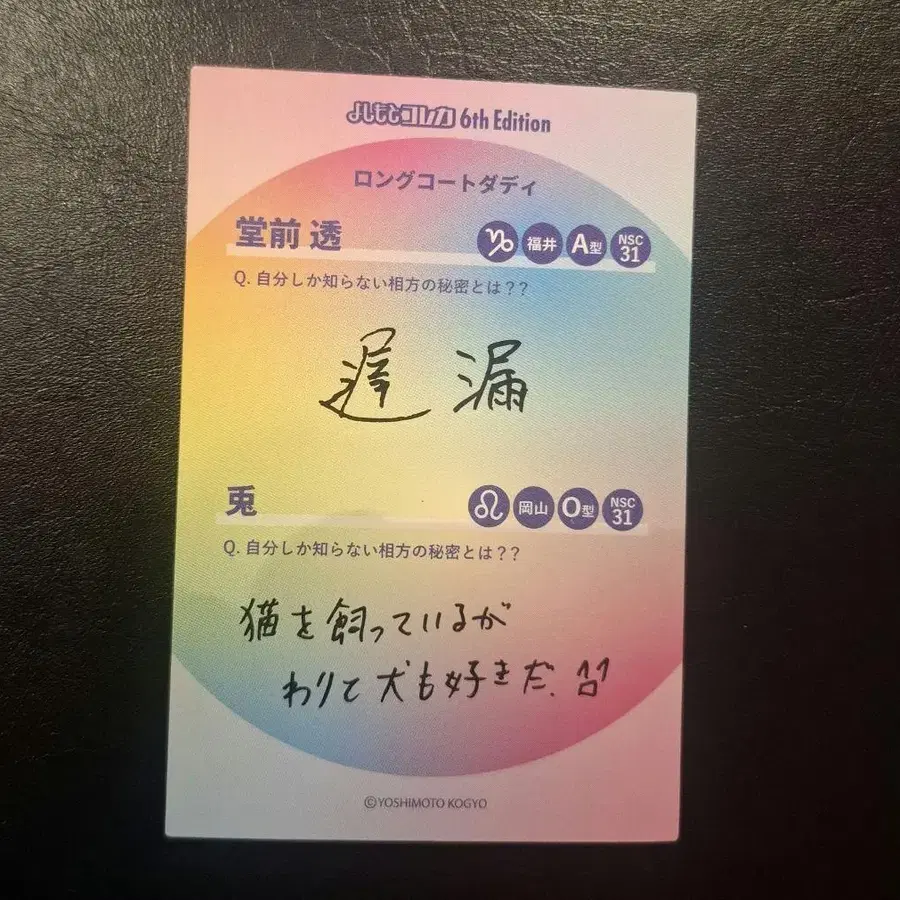 よしもとコレカ 6th Edition
ロングコートダディ
堂前 透
♑ 福井 A型 NSC 31
Q. 自分しか知らない相方の秘密とは？？
遅漏
兎
♌ 岡山 O型 NSC 31
Q. 自分しか知らない相方の秘密とは？？
猫を飼っているが
わりと犬も好きだ.
©YOSHIMOTO KOGYO